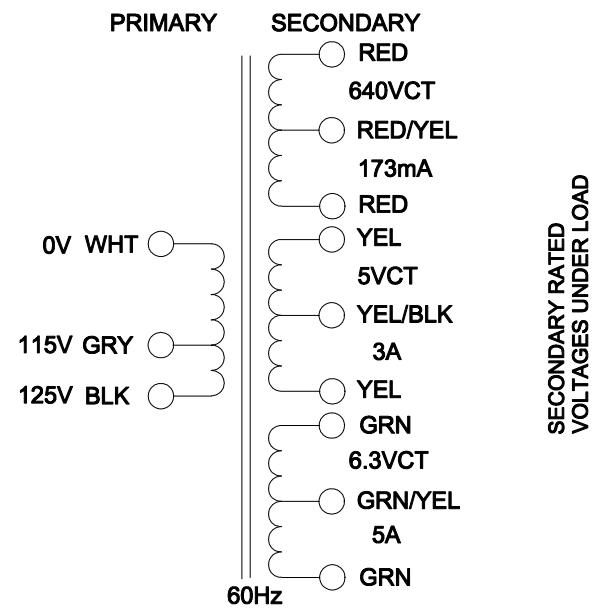 PRIMARY
SECONDARY
RED
640VCT
RED/YEL
173mA
RED
0V WHT
115V GRY
125V BLK
YEL
5VCT
YEL/BLK
3A
YEL
GRN
6.3VCT
GRN/YEL
5A
GRN
60Hz
SECONDARY RATED
VOLTAGES UNDER LOAD